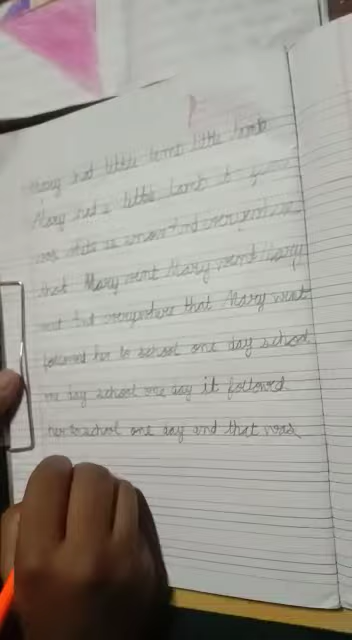 Mary had little lamb little lamb
Mary had a little lamb
was white as snow And everywhere
that Mary went Mary went Mary
went that everywhere that Mary went
followed her to school one day school
one day school one day it followed
her to school one day and that was